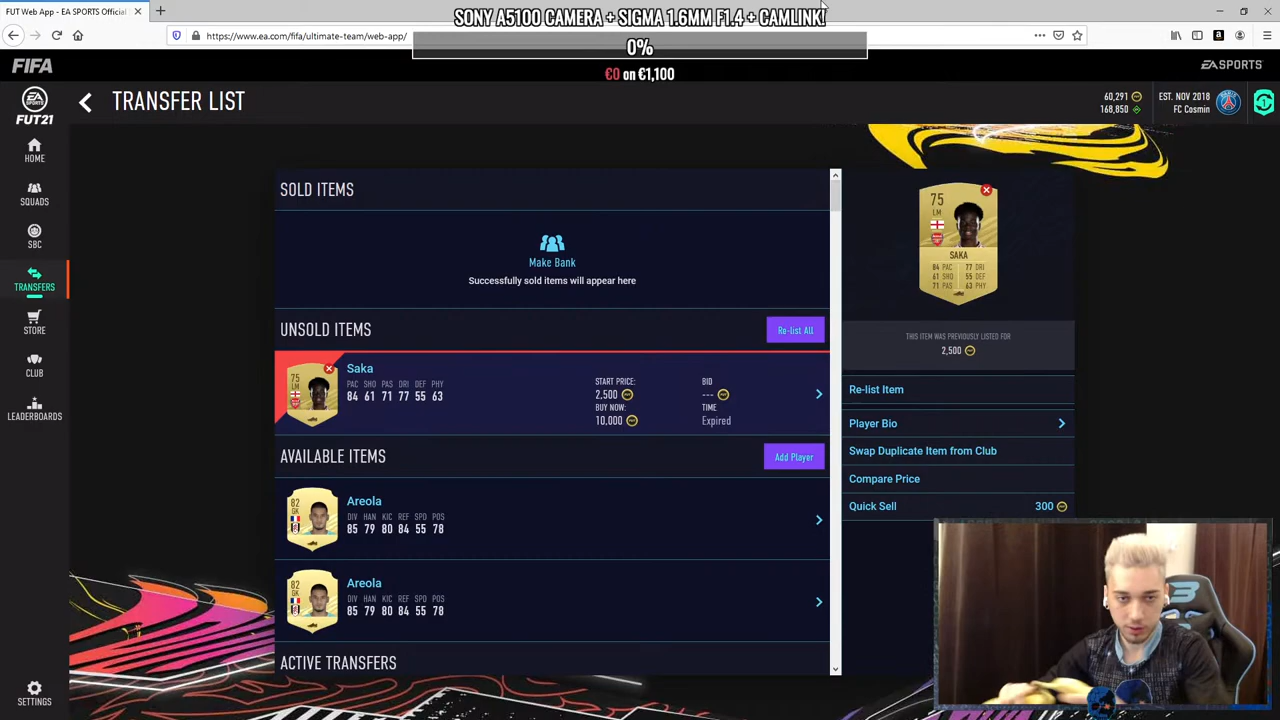 FUT Web App - EA SPORTS Official
https://www.ea.com/fifa/ultimate-team/web-app/
SONY A5100 CAMERA + SIGMA 1.6MM F1.4 + CAMLINK!
0%
€0 on €1,100
FIFA
EA SPORTS
FUT21
TRANSFER LIST
60,291
168,850
EST. NOV 2018
FC Cosmin
HOME
SQUADS
SBC
TRANSFERS
STORE
CLUB
LEADERBOARDS
SETTINGS
SOLD ITEMS
Make Bank
Successfully sold items will appear here
UNSOLD ITEMS
Re-list All
75
LM
Saka
PAC SHO PAS DRI DEF PHY
84 61 71 77 55 63
START PRICE:
2,500
BUY NOW:
10,000
BID
---
TIME
Expired
AVAILABLE ITEMS
Add Player
82
GK
Areola
DIV HAN KIC REF SPD POS
85 79 80 84 55 78
82
GK
Areola
DIV HAN KIC REF SPD POS
85 79 80 84 55 78
ACTIVE TRANSFERS
75
LM
SAKA
84 PAC 77 DRI
61 SHO 55 DEF
71 PAS 63 PHY
THIS ITEM WAS PREVIOUSLY LISTED FOR
2,500
Re-list Item
Player Bio
Swap Duplicate Item from Club
Compare Price
Quick Sell 300